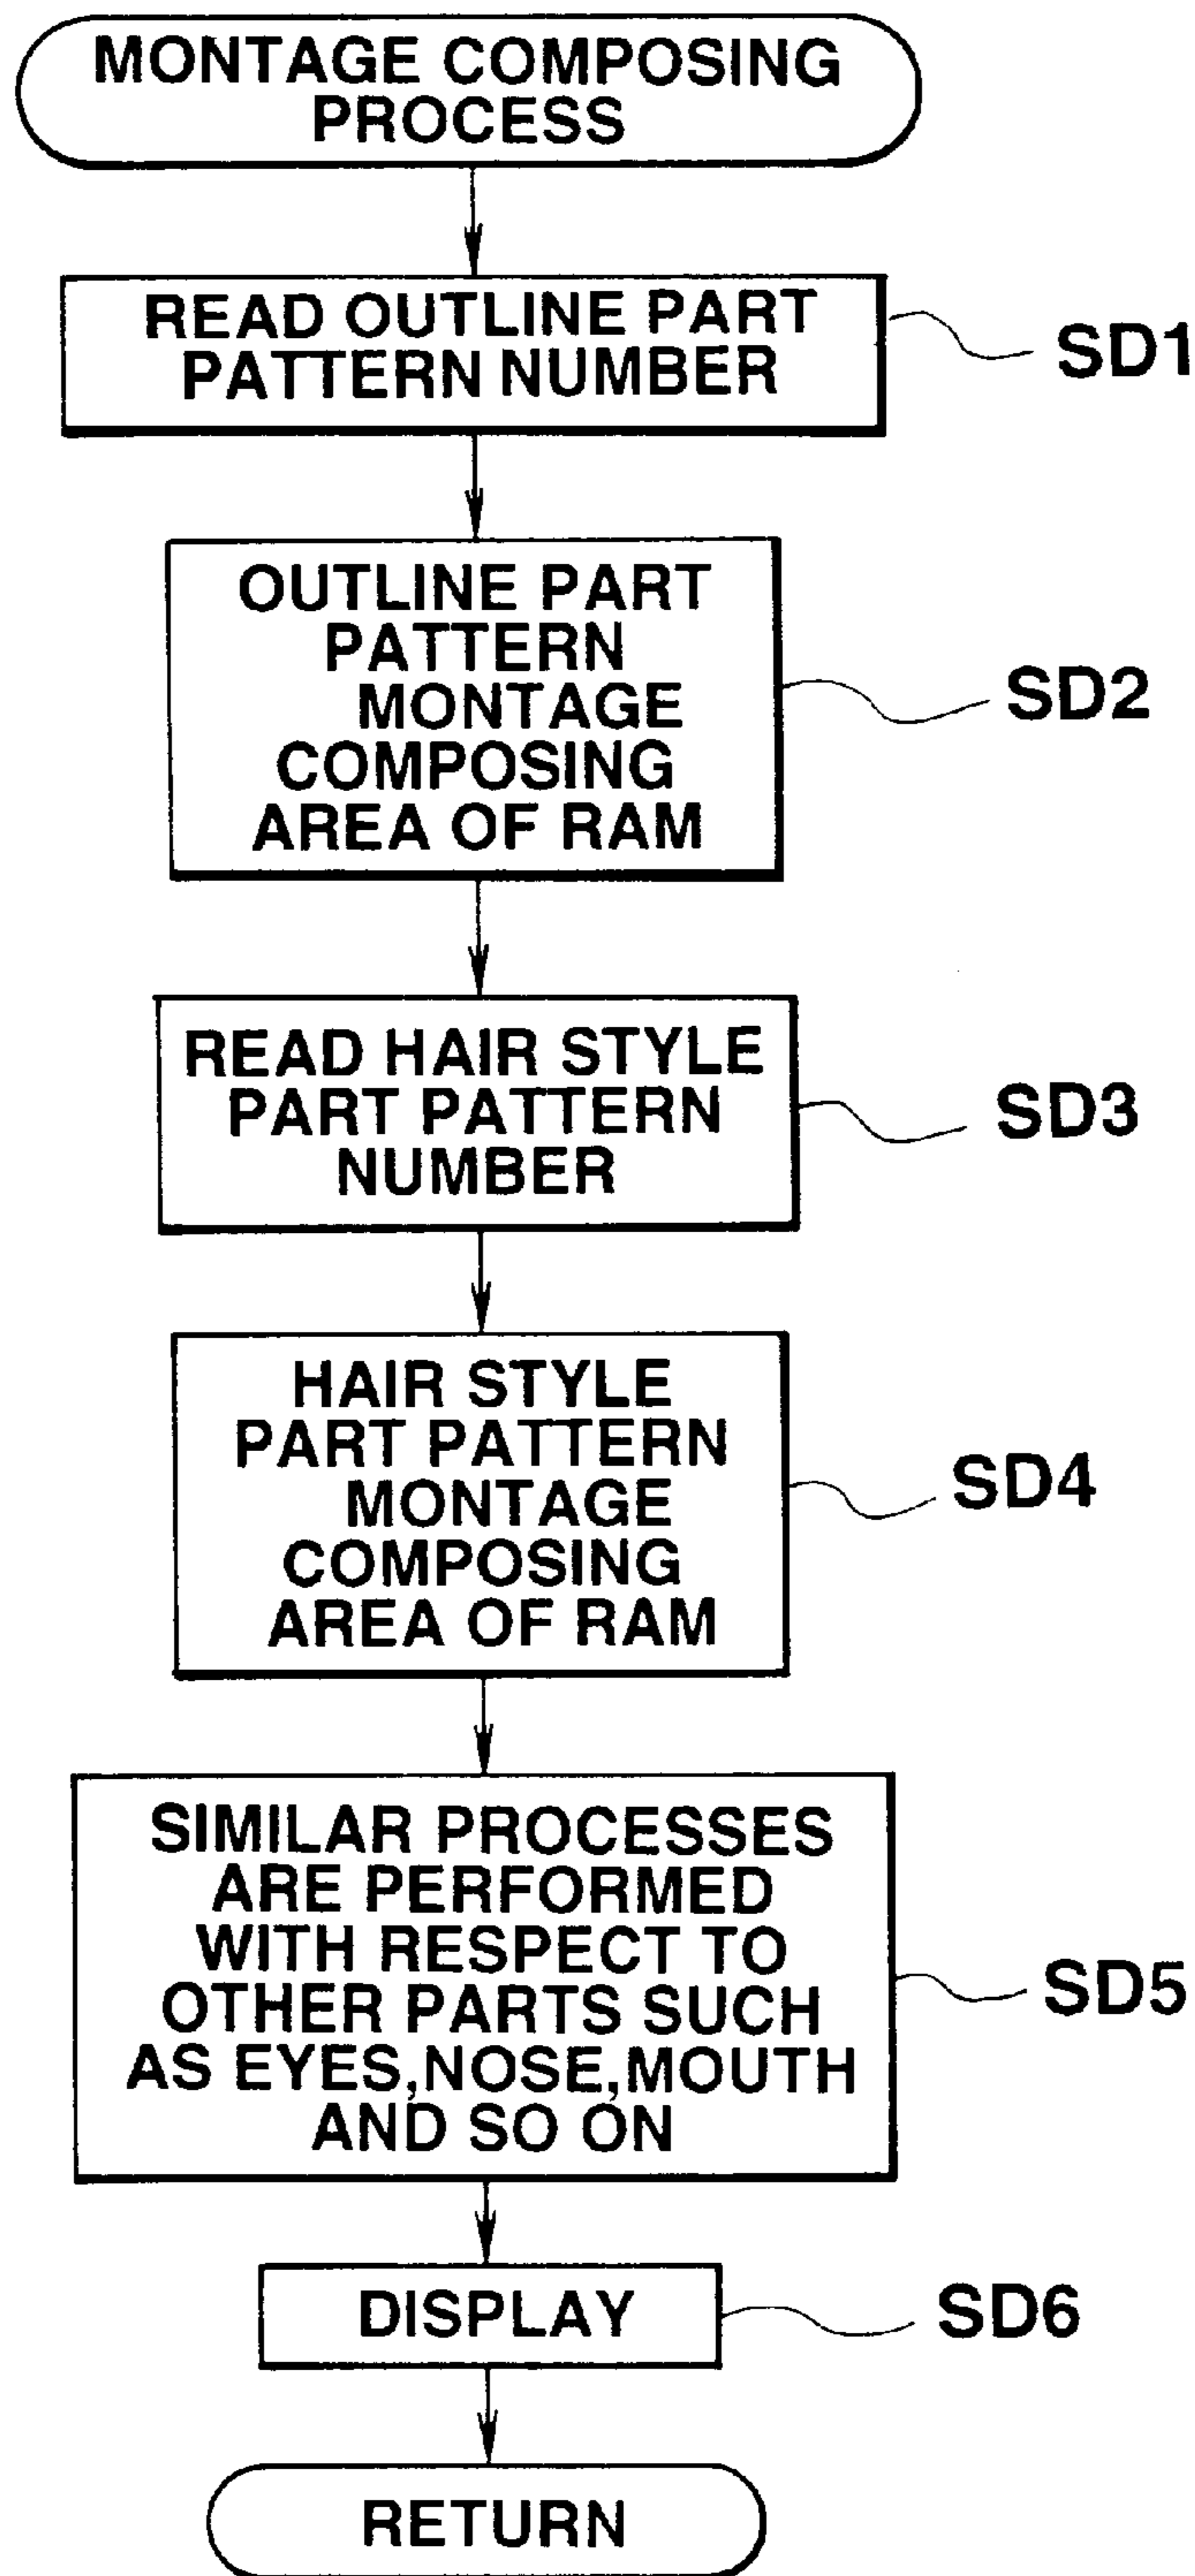 MONTAGE COMPOSING
PROCESS
READ OUTLINE PART
PATTERN NUMBER
SD1
OUTLINE PART
PATTERN
MONTAGE
COMPOSING
AREA OF RAM
SD2
READ HAIR STYLE
PART PATTERN
NUMBER
SD3
HAIR STYLE
PART PATTERN
MONTAGE
COMPOSING
AREA OF RAM
SD4
SIMILAR PROCESSES
ARE PERFORMED
WITH RESPECT TO
OTHER PARTS SUCH
AS EYES,NOSE,MOUTH
AND SO ON
SD5
DISPLAY
SD6
RETURN